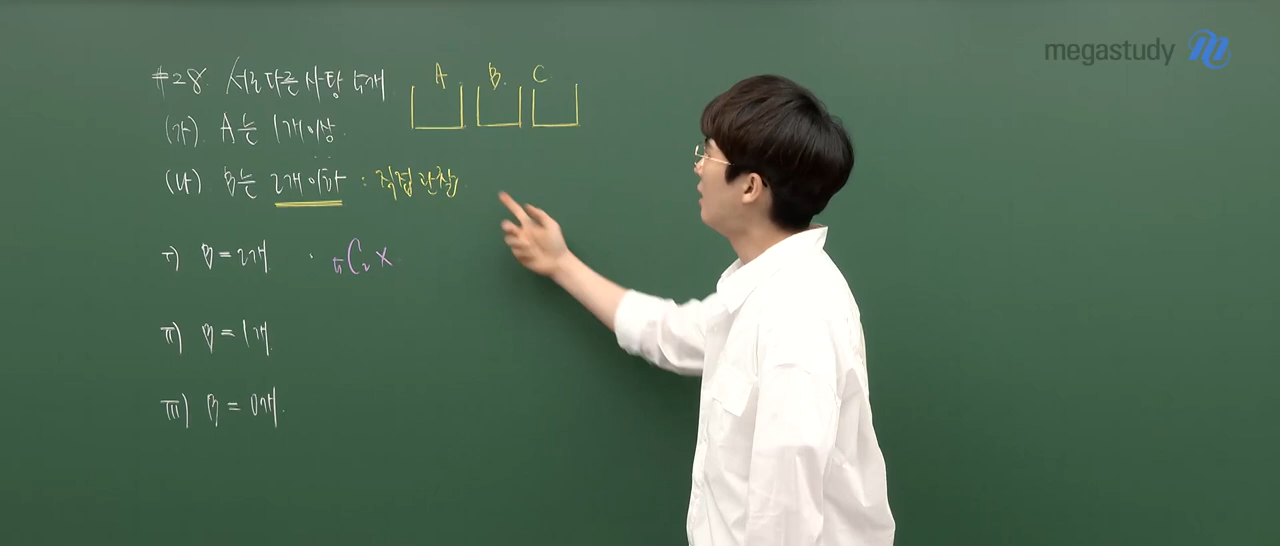 megastudy
#28. 서로 다른 사탕 5개
A B C
(가) A는 1개 이상.
(나) B는 2개 이하 : 직접 관찰.
I) B=2개. · ₅C₂ ×
II) B=1개.
III) B=0개.